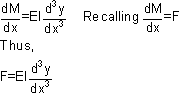 dM/dx=EI d³y/dx³ Recalling dM/dx=F
Thus,
F=EI d³y/dx³